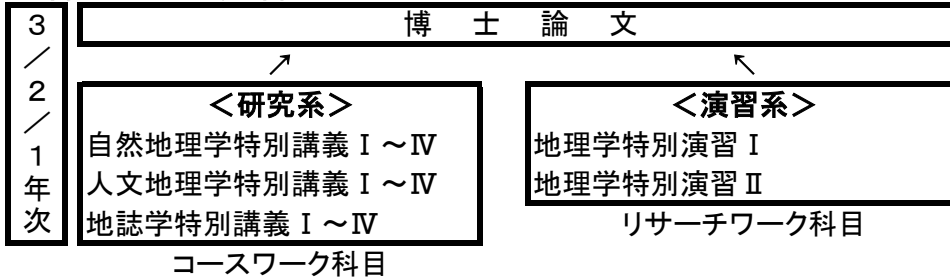 3／2／1年次
博士論文
↗
↖
＜研究系＞
自然地理学特別講義Ⅰ～Ⅳ
人文地理学特別講義Ⅰ～Ⅳ
地誌学特別講義Ⅰ～Ⅳ
コースワーク科目
＜演習系＞
地理学特別演習Ⅰ
地理学特別演習Ⅱ
リサーチワーク科目